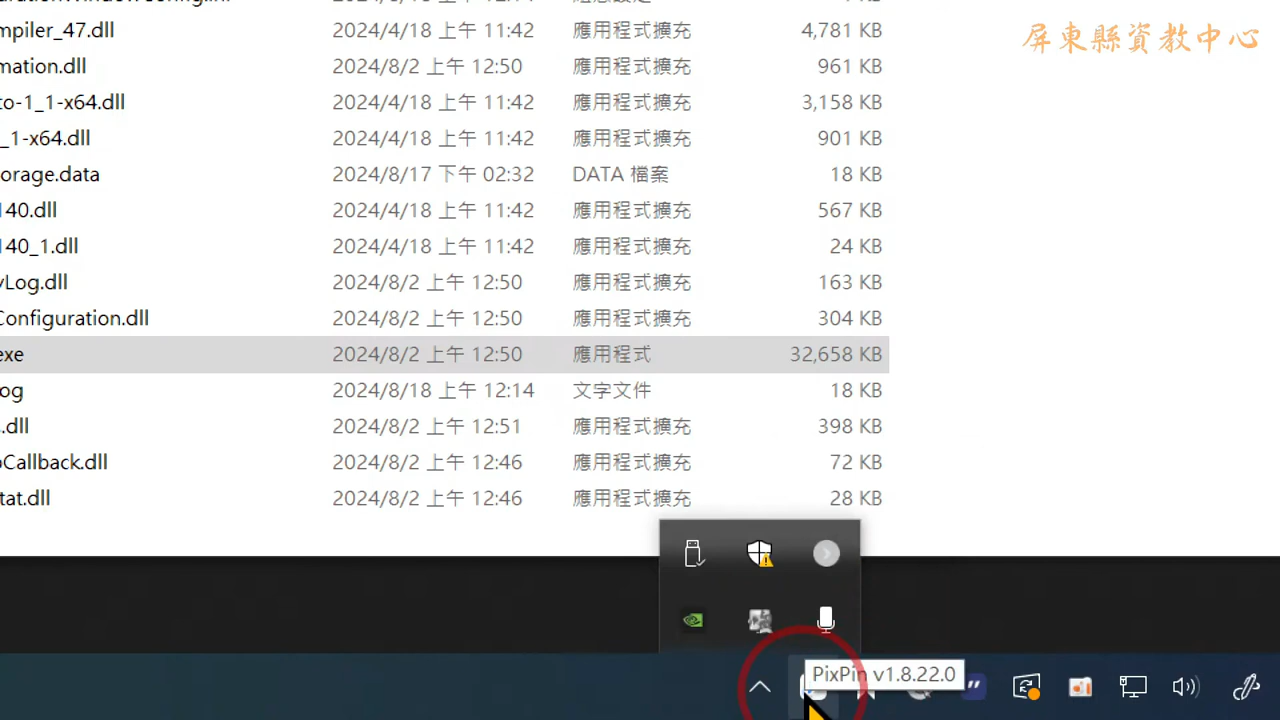 屏東縣資教中心
mpiler_47.dll 2024/4/18 上午 11:42 應用程式擴充 4,781 KB
mation.dll 2024/8/2 上午 12:50 應用程式擴充 961 KB
to-1_1-x64.dll 2024/4/18 上午 11:42 應用程式擴充 3,158 KB
_1-x64.dll 2024/4/18 上午 11:42 應用程式擴充 901 KB
orage.data 2024/8/17 下午 02:32 DATA 檔案 18 KB
140.dll 2024/4/18 上午 11:42 應用程式擴充 567 KB
140_1.dll 2024/4/18 上午 11:42 應用程式擴充 24 KB
yLog.dll 2024/8/2 上午 12:50 應用程式擴充 163 KB
Configuration.dll 2024/8/2 上午 12:50 應用程式擴充 304 KB
exe 2024/8/2 上午 12:50 應用程式 32,658 KB
og 2024/8/18 上午 12:14 文字文件 18 KB
.dll 2024/8/2 上午 12:51 應用程式擴充 398 KB
oCallback.dll 2024/8/2 上午 12:46 應用程式擴充 72 KB
tat.dll 2024/8/2 上午 12:46 應用程式擴充 28 KB
PixPin v1.8.22.0